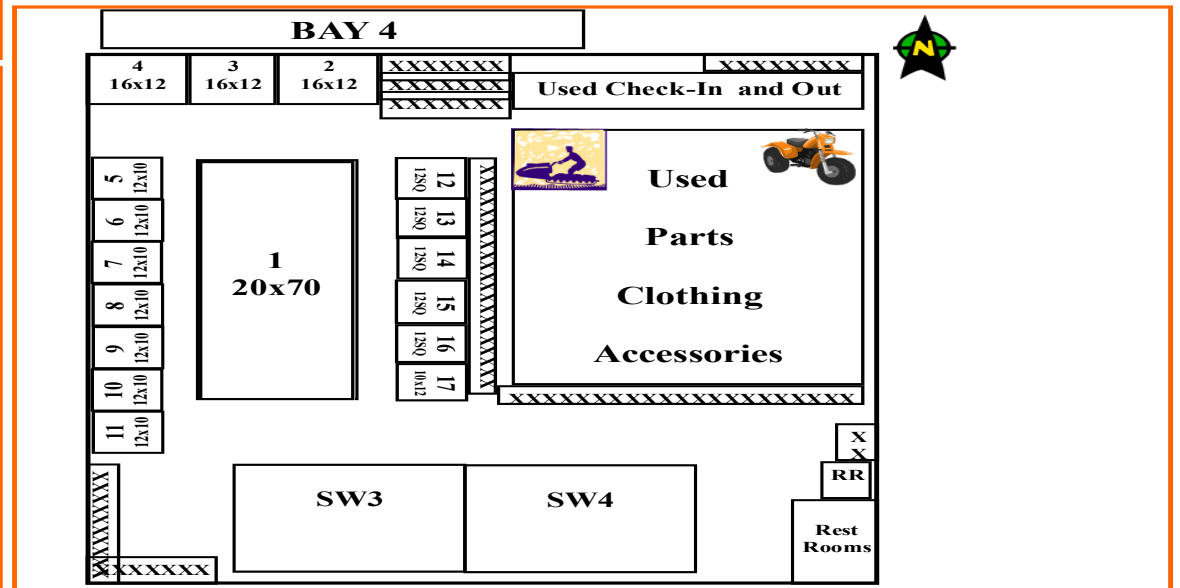 BAY 4
N
4
16x12
3
16x12
2
16x12
XXXXXXX
XXXXXXX
XXXXXXX
XXXXXXXX
Used Check-In and Out
5
12x10
6
12x10
7
12x10
8
12x10
9
12x10
10
12x10
11
12x10
1
20x70
12
12SQ
13
12SQ
14
12SQ
15
12SQ
16
12SQ
17
10x12
Used
Parts
Clothing
Accessories
XXXXXXXXXXXXXXXXXXXXX
X
X
RR
Rest
Rooms
SW3
SW4
XXXXXXX